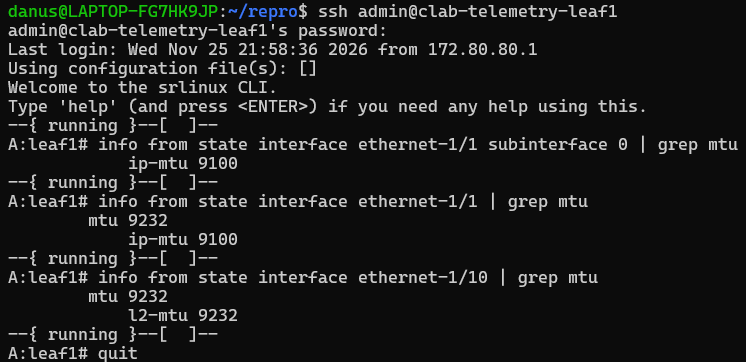 danus@LAPTOP-FG7HK9JP:~/repro$ ssh admin@clab-telemetry-leaf1
admin@clab-telemetry-leaf1's password:
Last login: Wed Nov 25 21:58:36 2026 from 172.80.80.1
Using configuration file(s): []
Welcome to the srlinux CLI.
Type 'help' (and press <ENTER>) if you need any help using this.
--{ running }--[  ]--
A:leaf1# info from state interface ethernet-1/1 subinterface 0 | grep mtu
            ip-mtu 9100
--{ running }--[  ]--
A:leaf1# info from state interface ethernet-1/1 | grep mtu
        mtu 9232
            ip-mtu 9100
--{ running }--[  ]--
A:leaf1# info from state interface ethernet-1/10 | grep mtu
        mtu 9232
            l2-mtu 9232
--{ running }--[  ]--
A:leaf1# quit